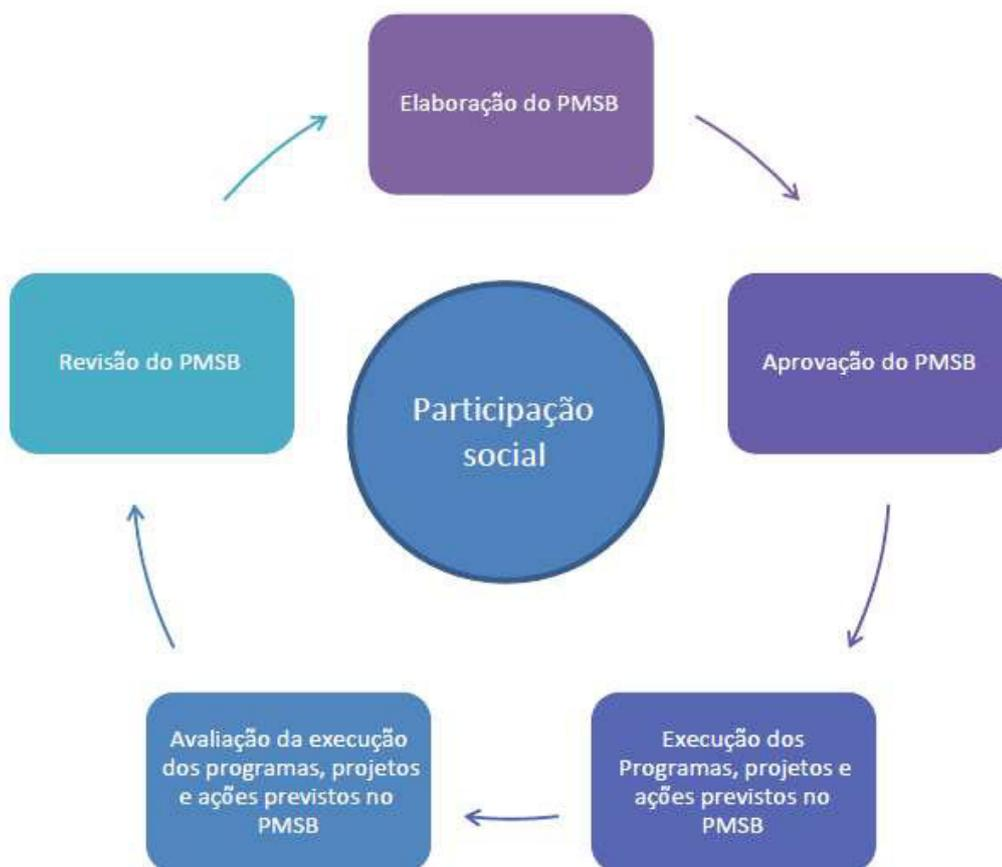 Elaboração do PMSB
Revisão do PMSB
Aprovação do PMSB
Participação
social
Avaliação da execução
dos programas, projetos
e ações previstos no
PMSB
Execução dos
Programas, projetos e
ações previstos no
PMSB